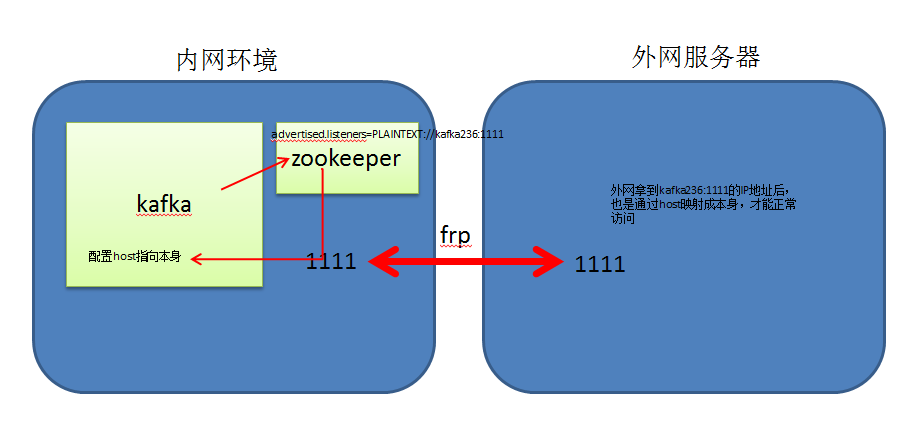 内网环境
外网服务器
advertised.listeners=PLAINTEXT://kafka236:1111
zookeeper
kafka
外网拿到kafka236:1111的IP地址后，
也是通过host映射成本身，才能正常
访问
frp
配置host指向本身
1111
1111